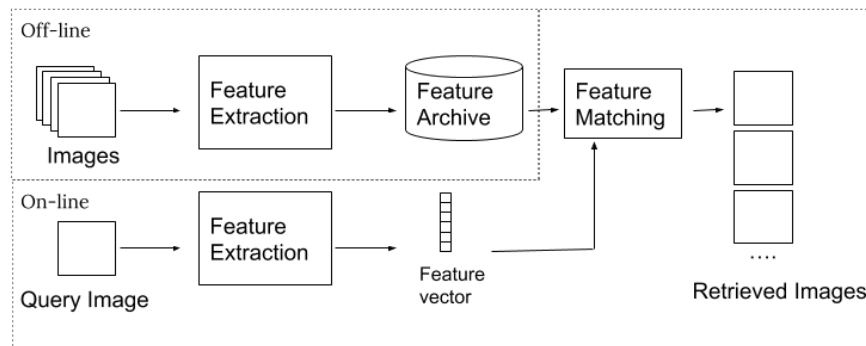 Off-line
Images
Feature
Extraction
Feature
Archive
Feature
Matching
On-line
Query Image
Feature
Extraction
Feature
vector
....
Retrieved Images